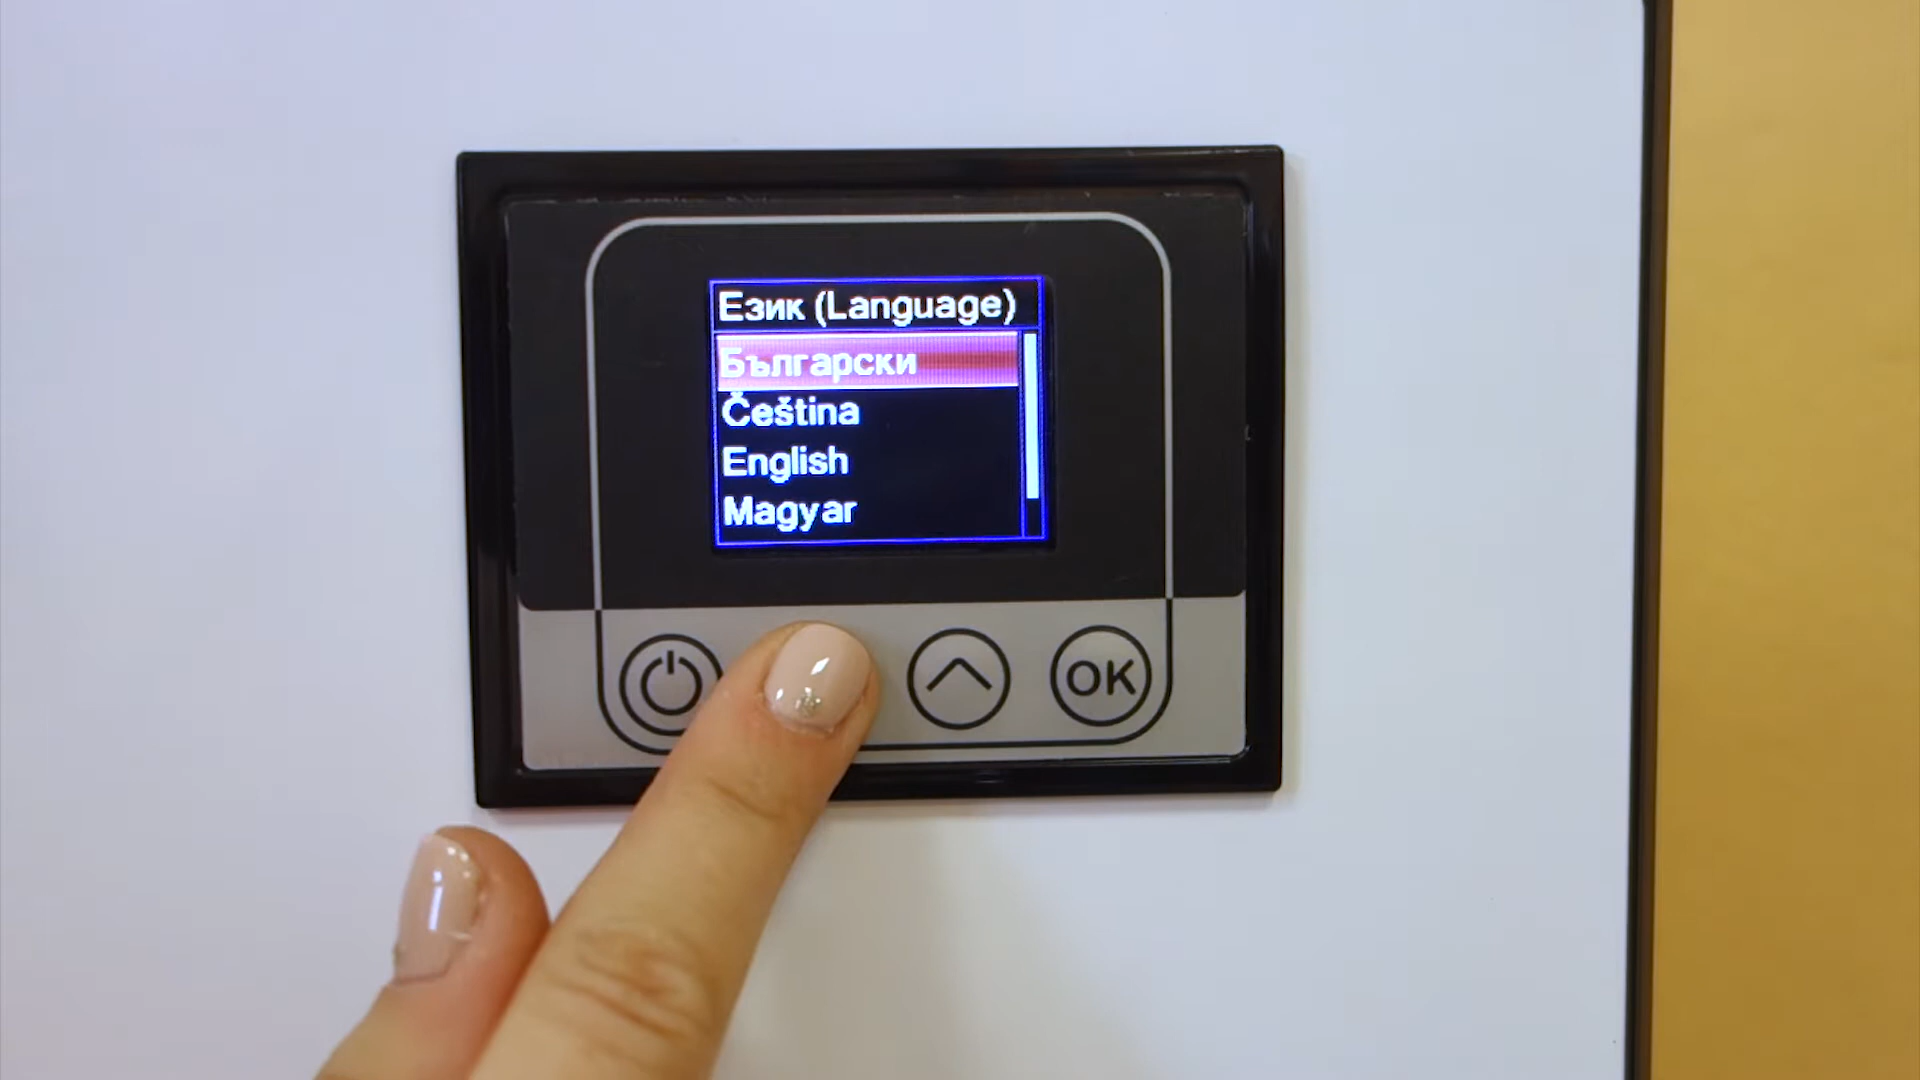 Език (Language)
Български
Čeština
English
Magyar
OK